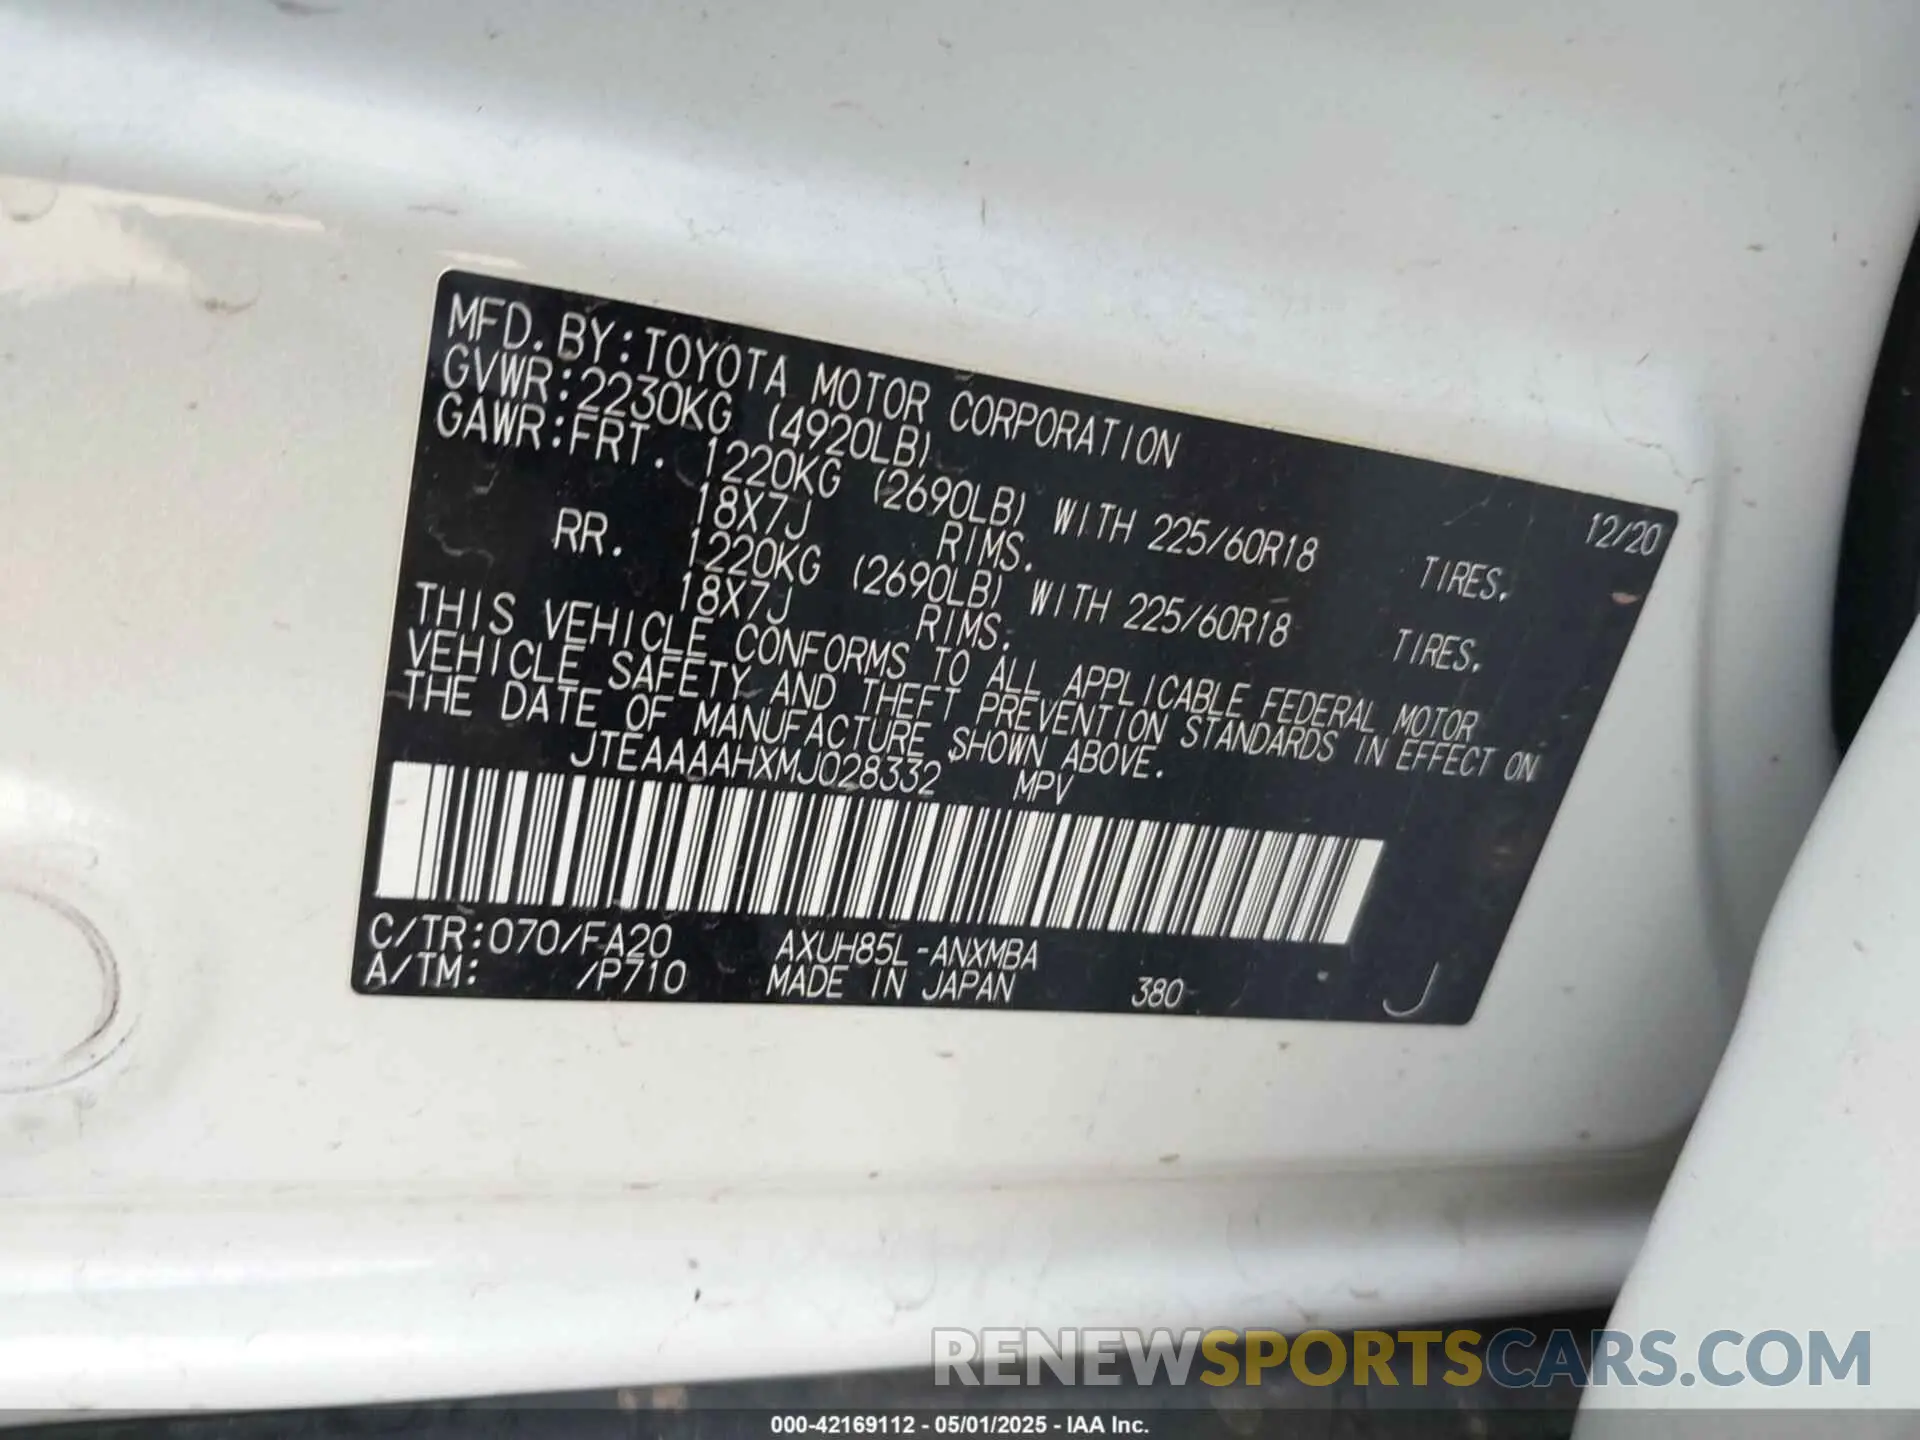 MFD. BY: TOYOTA MOTOR CORPORATION 12/20
GVWR: 2230KG (4920LB)
GAWR: FRT. 1220KG (2690LB) WITH 225/60R18 TIRES.
18X7J RIMS.
RR. 1220KG (2690LB) WITH 225/60R18 TIRES.
18X7J RIMS.
THIS VEHICLE CONFORMS TO ALL APPLICABLE FEDERAL MOTOR
VEHICLE SAFETY AND THEFT PREVENTION STANDARDS IN EFFECT ON
THE DATE OF MANUFACTURE SHOWN ABOVE.
JTEAAAAHXMJ028332 MPV
C/TR: 070/FA20 AXUH85L-ANXMBA
A/TM: /P710 MADE IN JAPAN 380 J
RENEWSPORTSCARS.COM
000-42169112 - 05/01/2025 - IAA Inc.